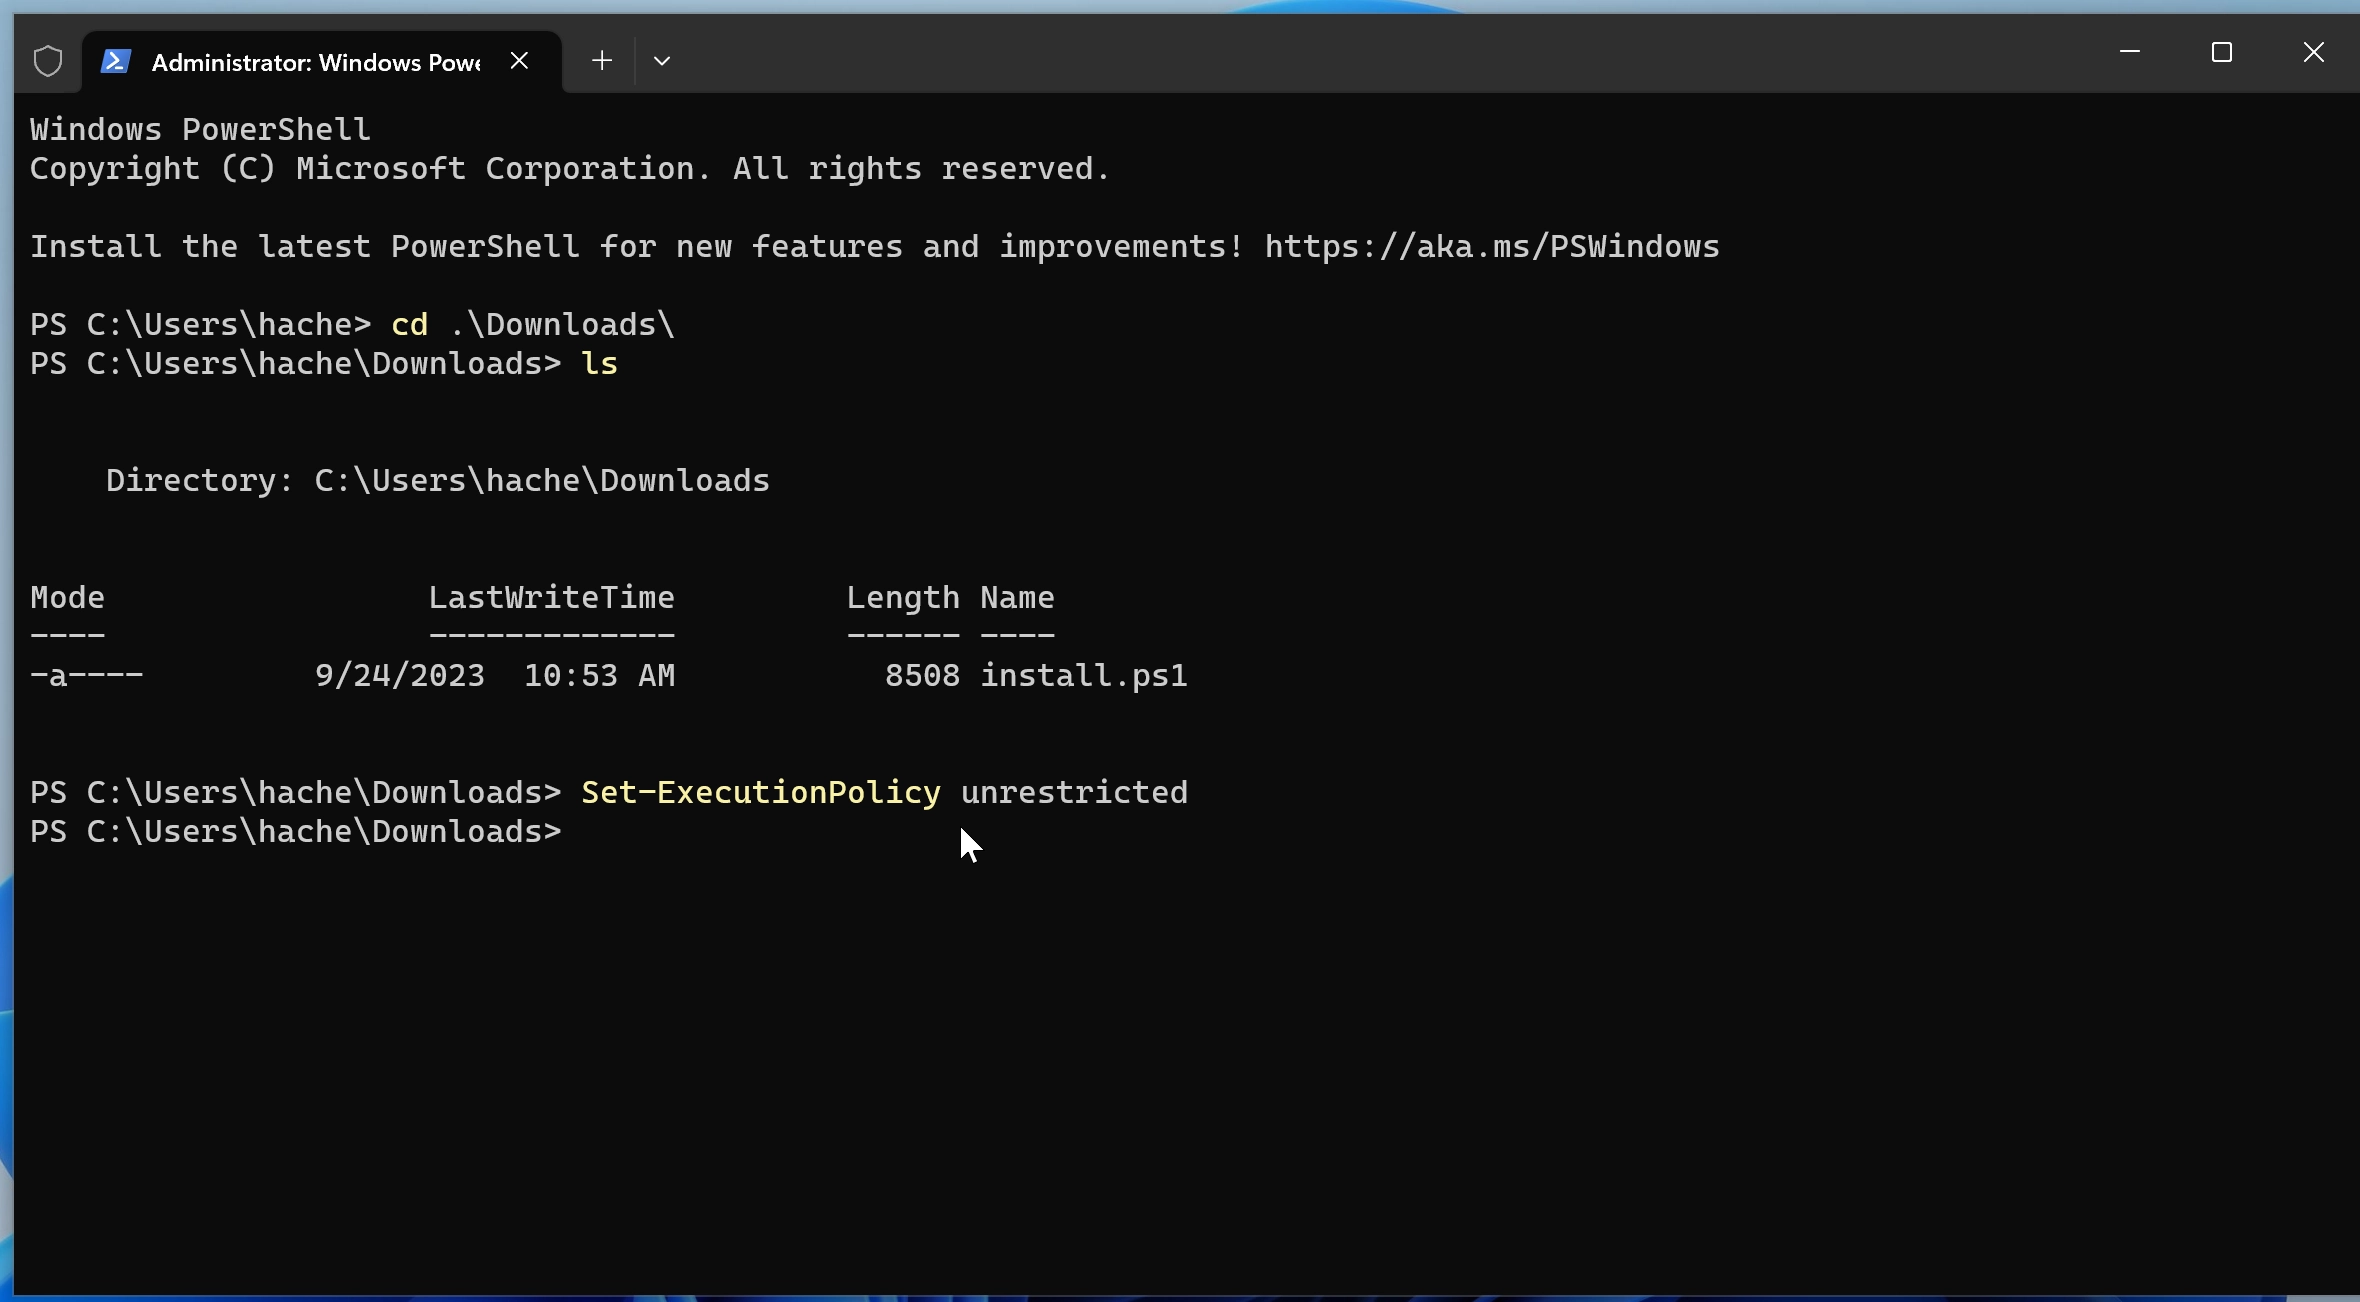 Administrator: Windows Powe
Windows PowerShell
Copyright (C) Microsoft Corporation. All rights reserved.
Install the latest PowerShell for new features and improvements! https://aka.ms/PSWindows
PS C:\Users\hache> cd .\Downloads\
PS C:\Users\hache\Downloads> ls
Directory: C:\Users\hache\Downloads
Mode                 LastWriteTime         Length Name
----                 -------------         ------ ----
-a----         9/24/2023  10:53 AM           8508 install.ps1
PS C:\Users\hache\Downloads> Set-ExecutionPolicy unrestricted
PS C:\Users\hache\Downloads>